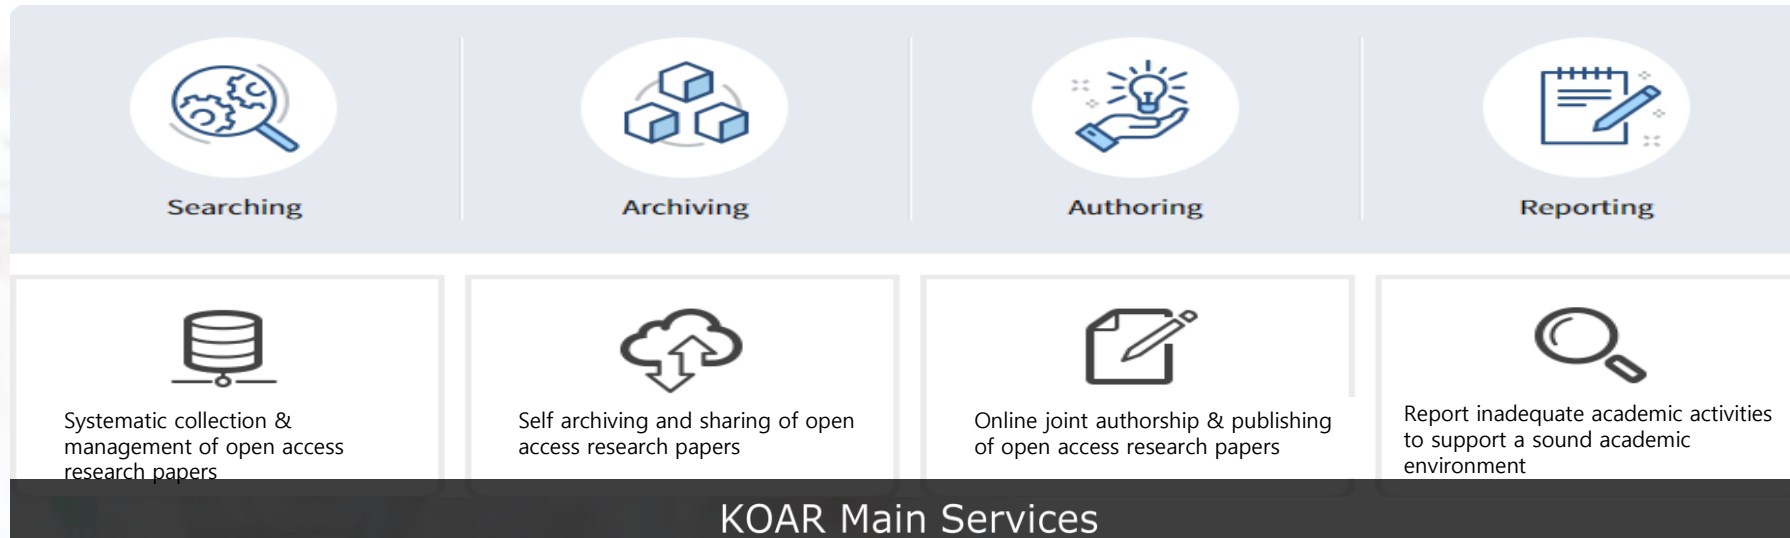 Searching
Archiving
Authoring
Reporting
Systematic collection &
management of open access
research papers
Self archiving and sharing of open
access research papers
Online joint authorship & publishing
of open access research papers
Report inadequate academic activities
to support a sound academic
environment
KOAR Main Services